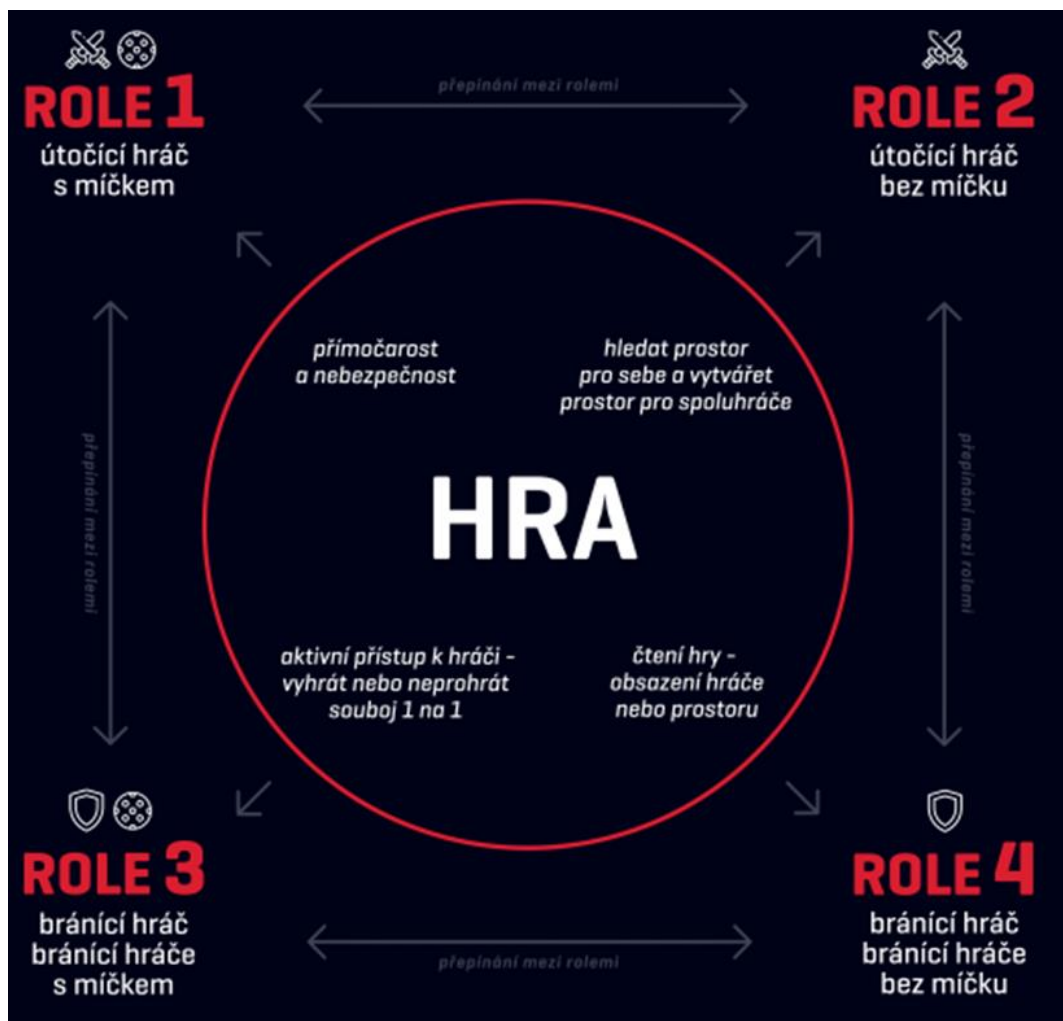 ROLE 1
útočící hráč
s míčkem
přepínání mezi rolemi
ROLE 2
útočící hráč
bez míčku
přímočarost
a nebezpečnost
hledat prostor
pro sebe a vytvářet
prostor pro spoluhráče
přepínání mezi rolemi
HRA
přepínání mezi rolemi
aktivní přístup k hráči -
vyhrát nebo neprohrát
souboj 1 na 1
čtení hry -
obsazení hráče
nebo prostoru
ROLE 3
bránící hráč
bránící hráče
s míčkem
přepínání mezi rolemi
ROLE 4
bránící hráč
bránící hráče
bez míčku